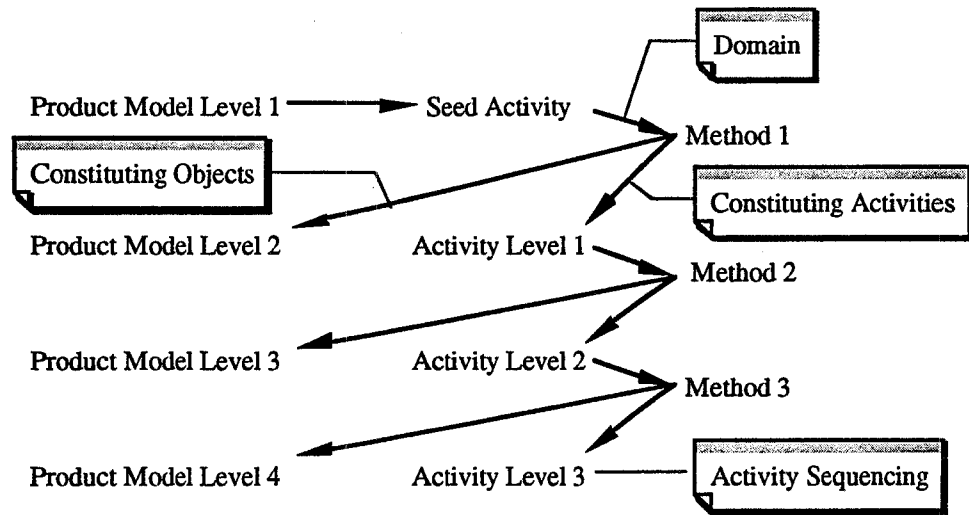 Domain
Product Model Level 1
Seed Activity
Method 1
Constituting Objects
Constituting Activities
Product Model Level 2
Activity Level 1
Method 2
Product Model Level 3
Activity Level 2
Method 3
Product Model Level 4
Activity Level 3
Activity Sequencing